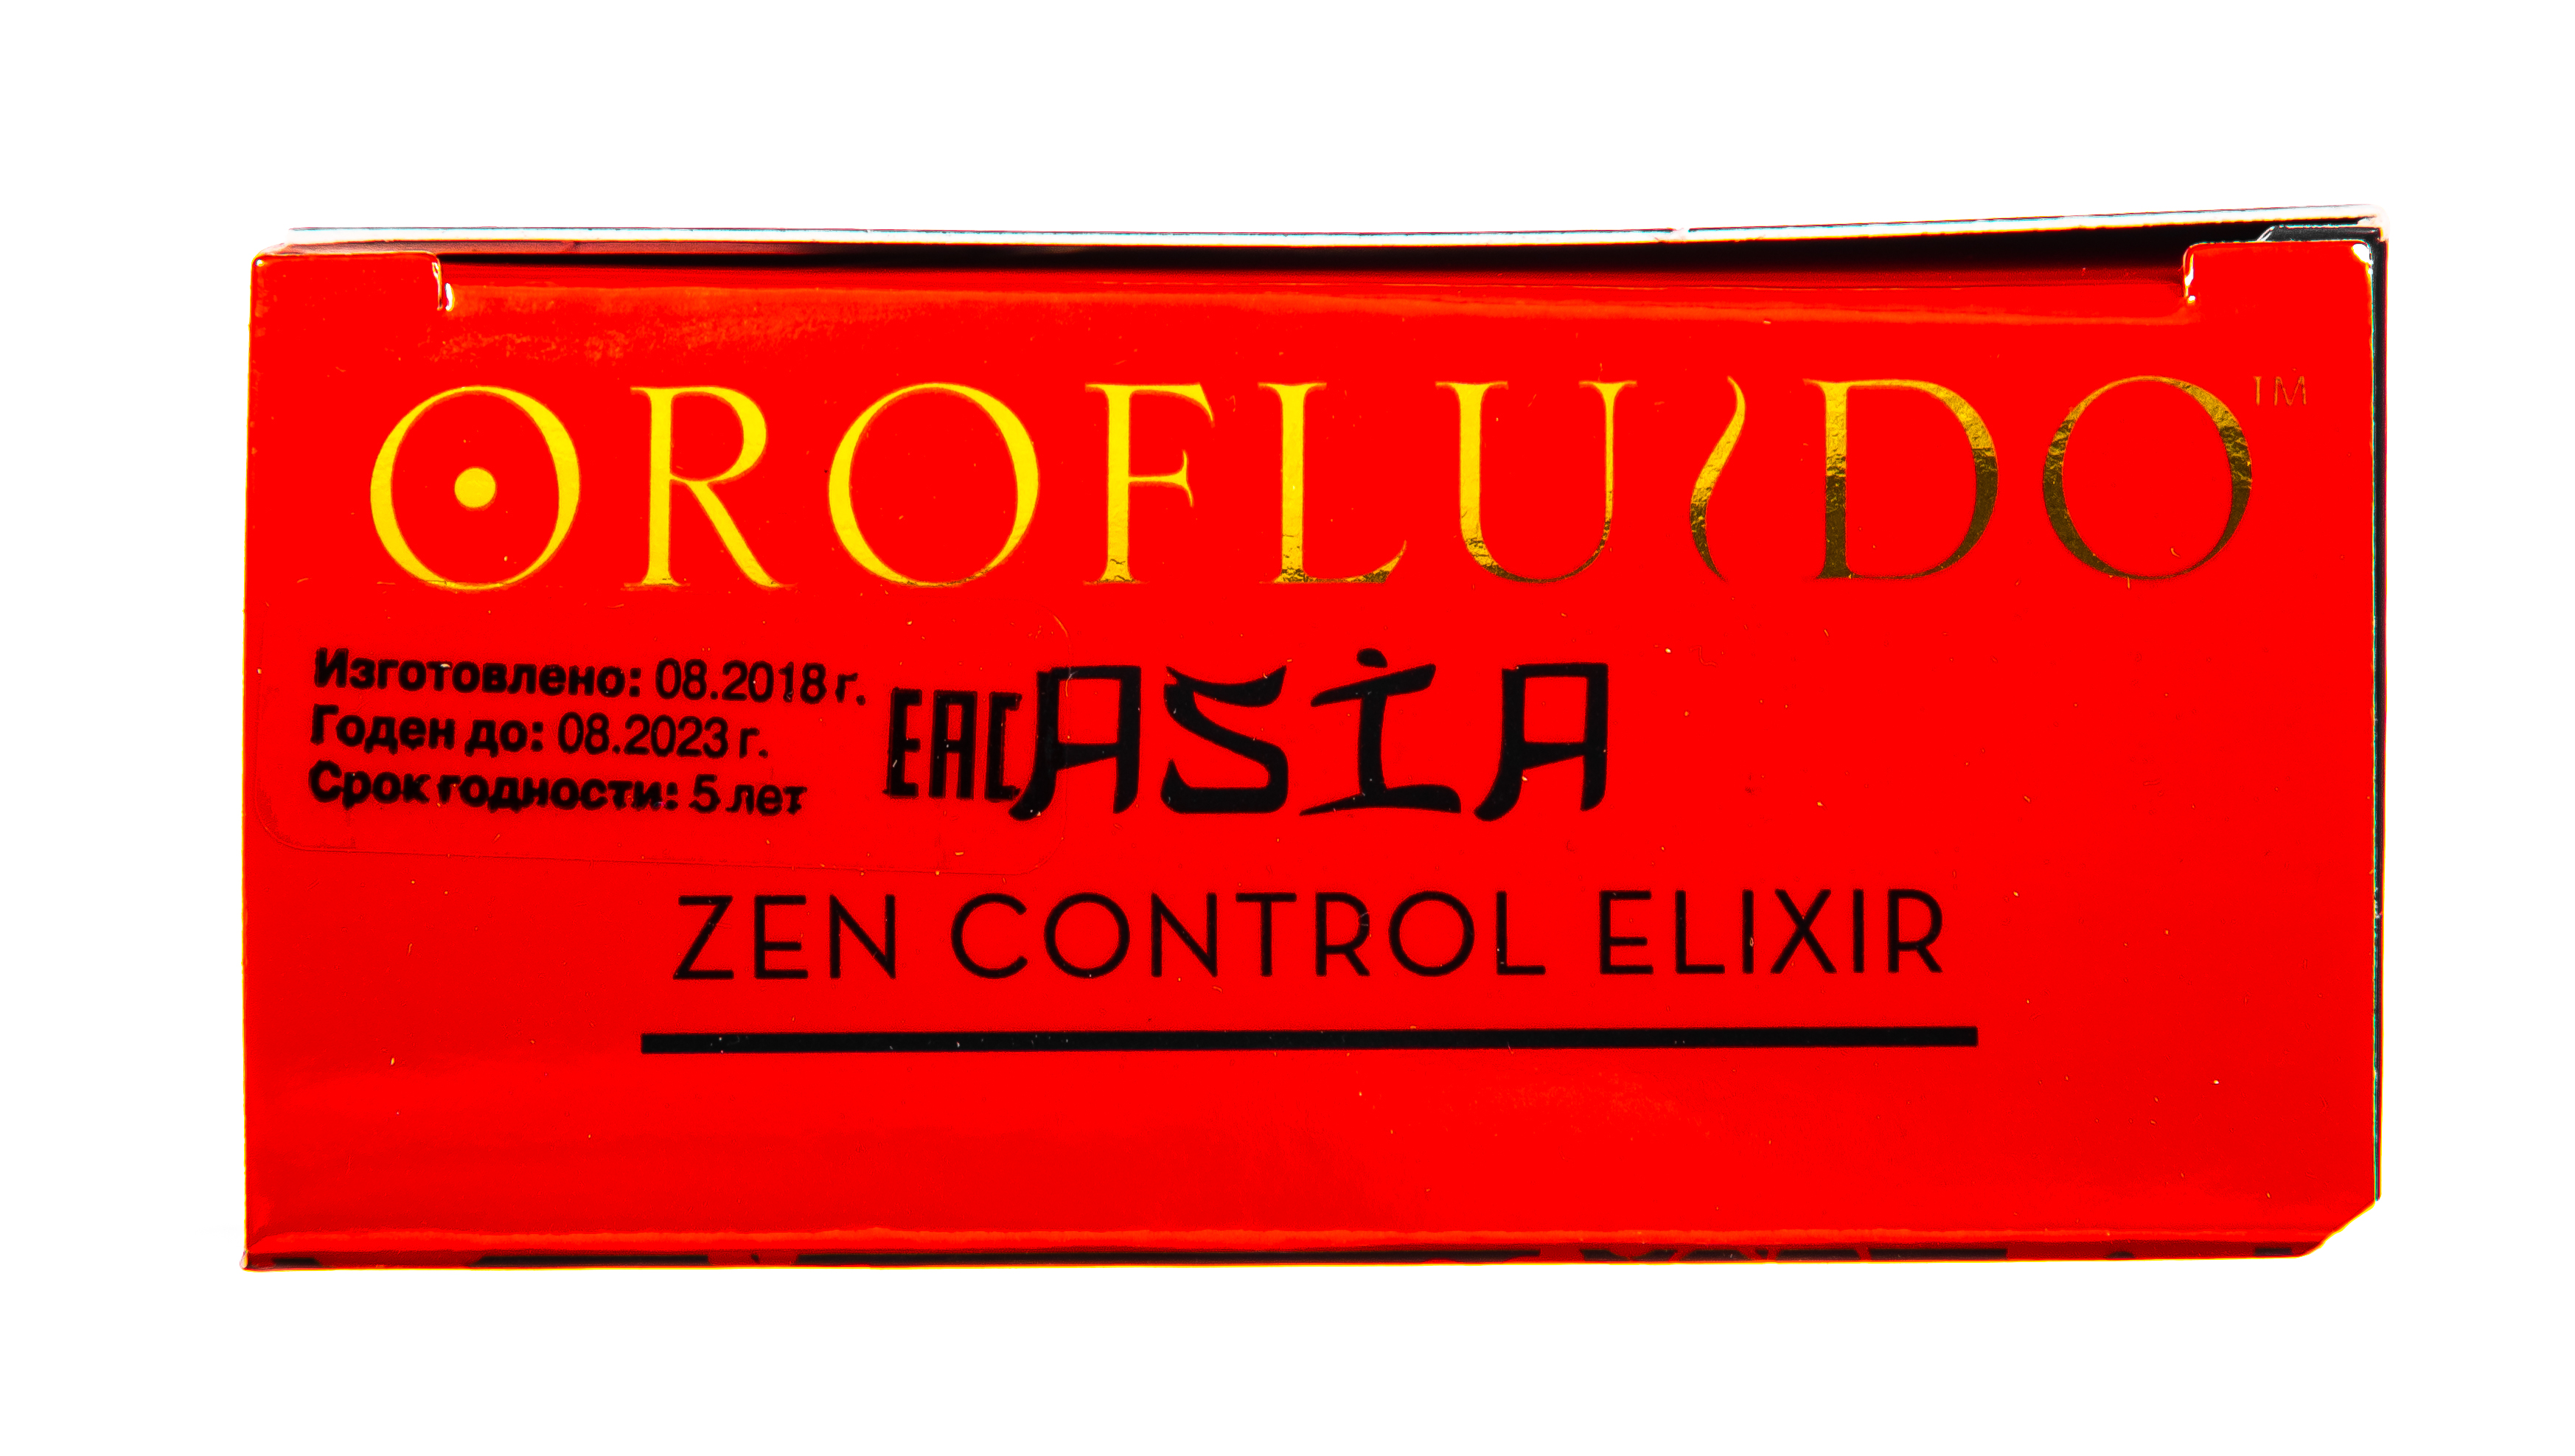 OROFLUIDO™
Изготовлено: 08.2018 г.
Годен до: 08.2023 г.
Срок годности: 5 лет
EAC
ASIA
ZEN CONTROL ELIXIR